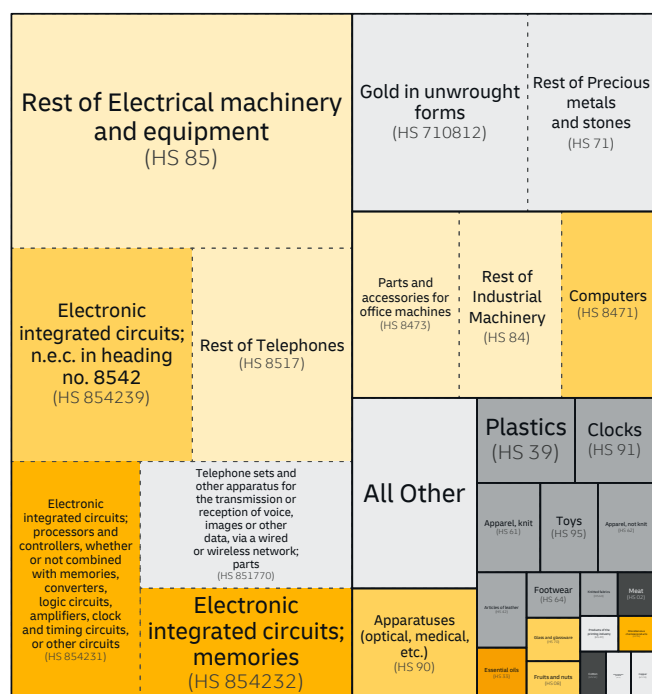 Rest of Electrical machinery
and equipment
(HS 85)
Gold in unwrought
forms
(HS 710812)
Rest of Precious
metals
and stones
(HS 71)
Electronic
integrated circuits;
n.e.c. in heading
no. 8542
(HS 854239)
Rest of Telephones
(HS 8517)
Parts and
accessories for
office machines
(HS 8473)
Rest of
Industrial
Machinery
(HS 84)
Computers
(HS 8471)
Electronic
integrated circuits;
processors and
controllers, whether
or not combined
with memories,
converters,
logic circuits,
amplifiers, clock
and timing circuits,
or other circuits
(HS 854231)
Telephone sets and
other apparatus for
the transmission or
reception of voice,
images or other
data, via a wired
or wireless network;
parts
(HS 851770)
Electronic
integrated circuits;
memories
(HS 854232)
All Other
Apparatuses
(optical, medical,
etc.)
(HS 90)
Plastics
(HS 39)
Clocks
(HS 91)
Apparel, knit
(HS 61)
Toys
(HS 95)
Apparel, not knit
(HS 62)
Articles of leather
Footwear
(HS 64)
Meat
(HS 02)
Glass and glassware
Essential oils
(HS 33)
Fruits and nuts
(HS 08)